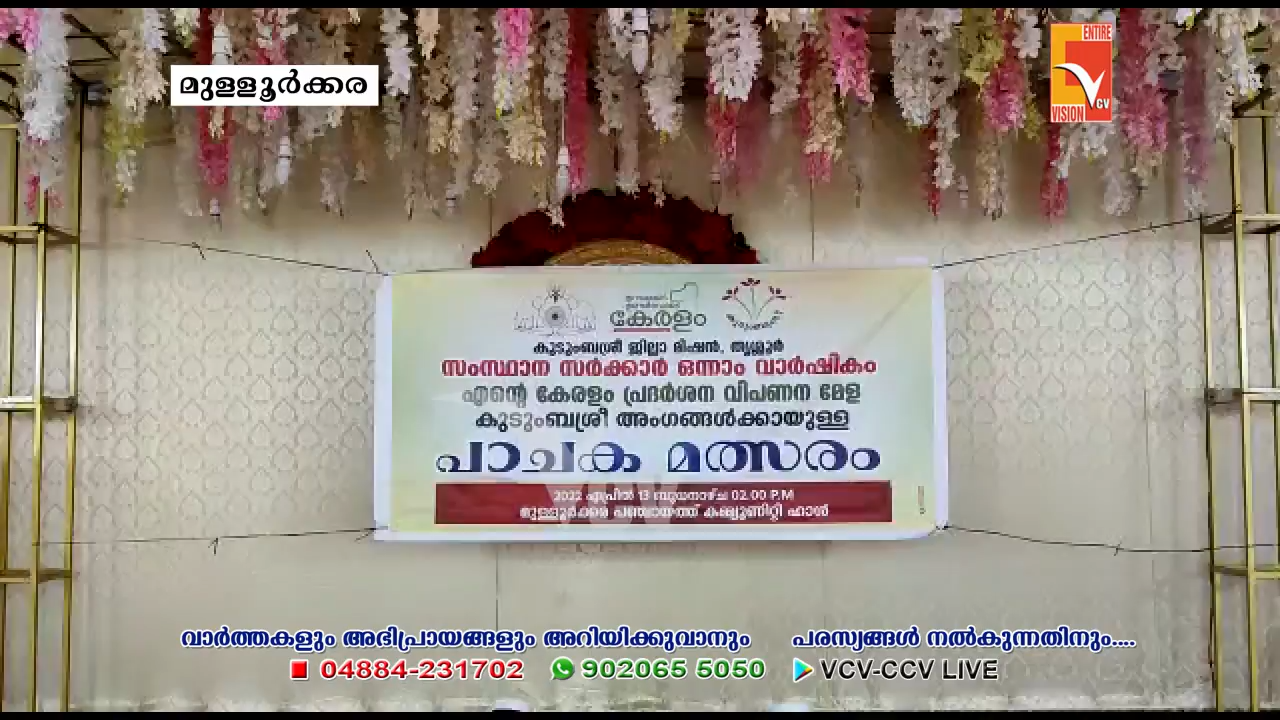 മുള്ളൂർക്കര
ENTIRE
VCV
VISION
കേരളം
കുടുംബശ്രീ ജില്ലാ മിഷൻ, തൃശ്ശൂർ
സംസ്ഥാന സർക്കാർ ഒന്നാം വാർഷികം
എന്റെ കേരളം പ്രദർശന വിപണന മേള
കുടുംബശ്രീ അംഗങ്ങൾക്കായുള്ള
പാചക മത്സരം
2022 ഏപ്രിൽ 13 ബുധനാഴ്ച 02.00 P.M
മുള്ളൂർക്കര പഞ്ചായത്ത് കമ്മ്യൂണിറ്റി ഹാൾ
VCV
വാർത്തകളും അഭിപ്രായങ്ങളും അറിയിക്കുവാനും പരസ്യങ്ങൾ നൽകുന്നതിനും....
04884-231702 902065 5050 VCV-CCV LIVE